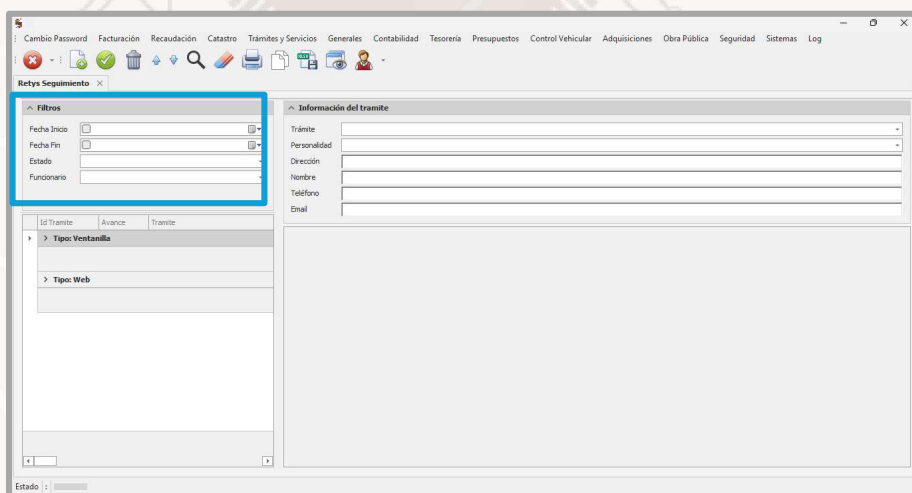 Cambio Password Facturación Recaudación Catastro Trámites y Servicios Generales Contabilidad Tesorería Presupuestos Control Vehicular Adquisiciones Obra Pública Seguridad Sistemas Log
Retys Seguimiento
Filtros
Fecha Inicio
Fecha Fin
Estado
Funcionario
Información del tramite
Trámite
Personalidad
Dirección
Nombre
Teléfono
Email
Id Tramite Avance Tramite
Tipo: Ventanilla
Tipo: Web
Estado :